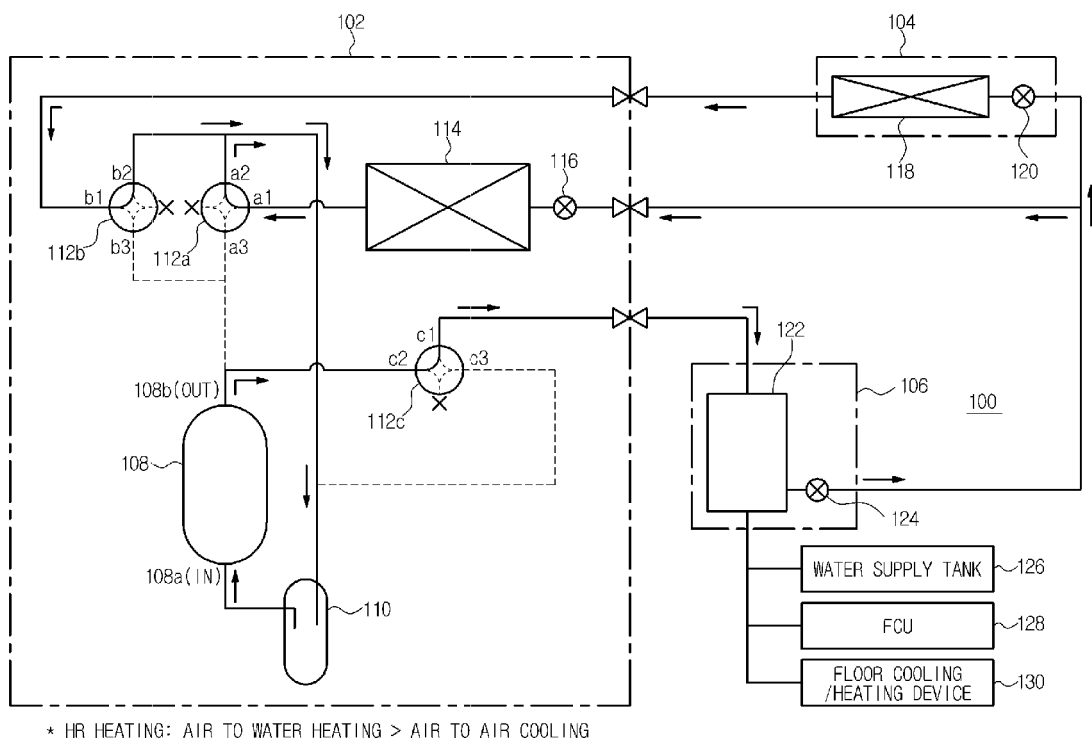 102
104
118
120
114
116
b2
a2
b1
a1
b3
a3
112b
112a
c1
c2
c3
112c
108b(OUT)
122
106
100
108
124
108a(IN)
110
WATER SUPPLY TANK
126
FCU
128
FLOOR COOLING
/HEATING DEVICE
130
* HR HEATING: AIR TO WATER HEATING > AIR TO AIR COOLING